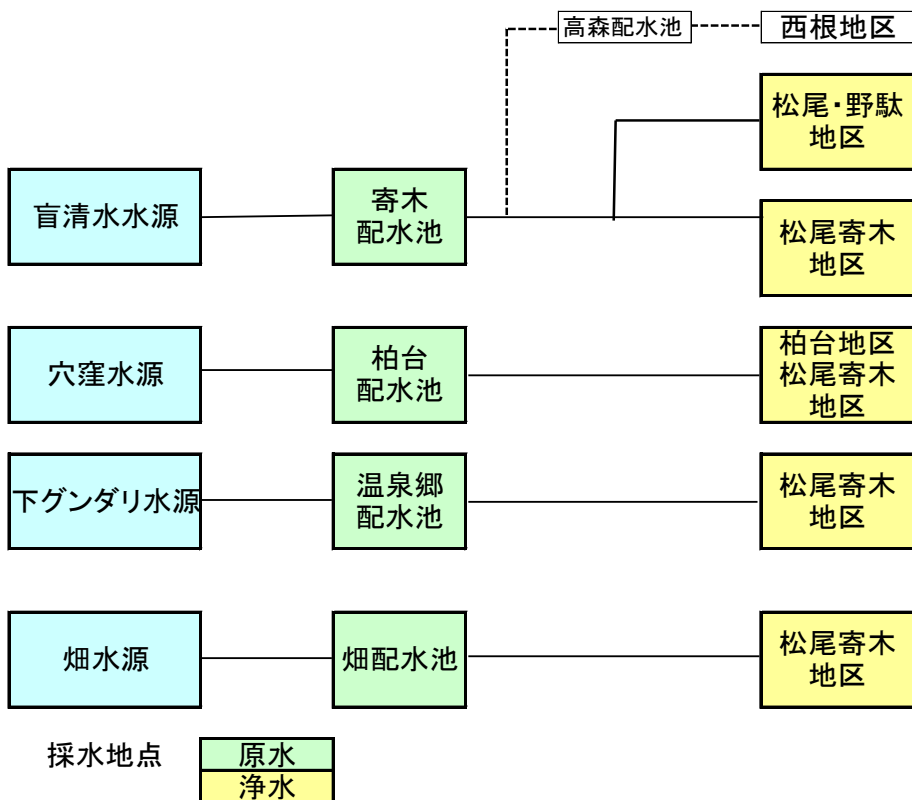 高森配水池
西根地区
松尾・野駄
地区
盲清水水源
寄木
配水池
松尾寄木
地区
穴窪水源
柏台
配水池
柏台地区
松尾寄木
地区
下グンダリ水源
温泉郷
配水池
松尾寄木
地区
畑水源
畑配水池
松尾寄木
地区
採水地点
原水
浄水